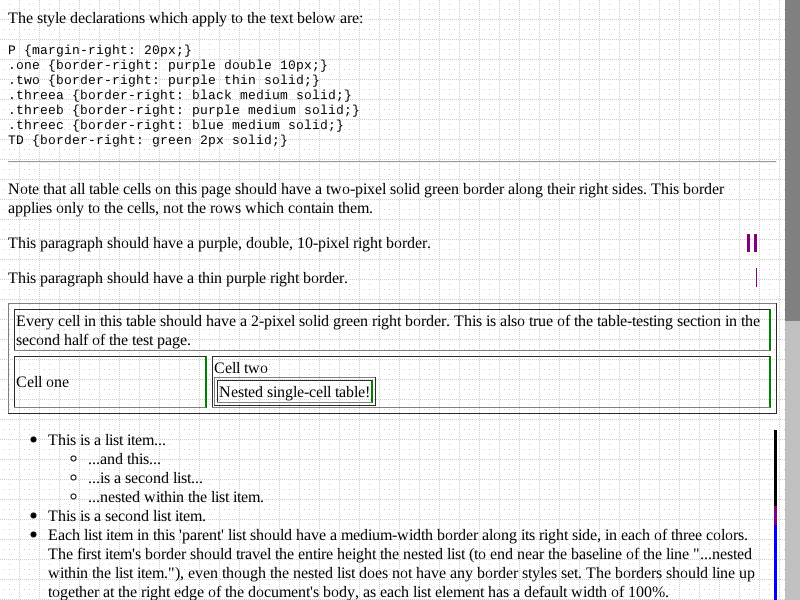 The style declarations which apply to the text below are:
P {margin-right: 20px;}
.one {border-right: purple double 10px;}
.two {border-right: purple thin solid;}
.threea {border-right: black medium solid;}
.threeb {border-right: purple medium solid;}
.threec {border-right: blue medium solid;}
TD {border-right: green 2px solid;}
Note that all table cells on this page should have a two-pixel solid green border along their right sides. This border
applies only to the cells, not the rows which contain them.
This paragraph should have a purple, double, 10-pixel right border.
This paragraph should have a thin purple right border.
Every cell in this table should have a 2-pixel solid green right border. This is also true of the table-testing section in the
second half of the test page.
Cell one
Cell two
Nested single-cell table!
This is a list item...
...and this...
...is a second list...
...nested within the list item.
This is a second list item.
Each list item in this 'parent' list should have a medium-width border along its right side, in each of three colors.
The first item's border should travel the entire height the nested list (to end near the baseline of the line "...nested
within the list item."), even though the nested list does not have any border styles set. The borders should line up
together at the right edge of the document's body, as each list element has a default width of 100%.